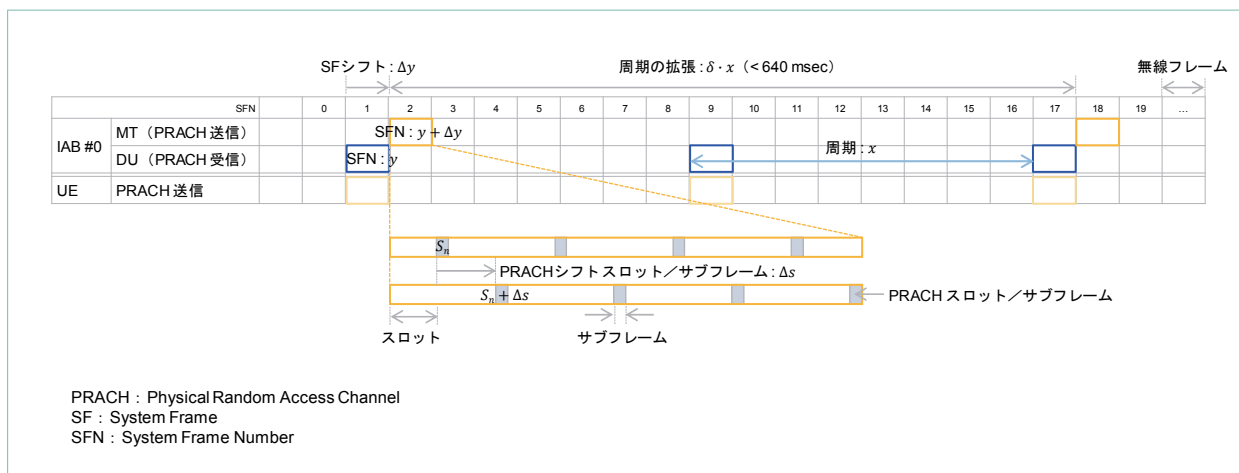 SFシフト:Δy 周期の拡張:δ・x(< 640 msec) 無線フレーム
SFN 0 1 2 3 4 5 6 7 8 9 10 11 12 13 14 15 16 17 18 19 …
IAB #0
MT(PRACH 送信) SFN:y + Δy
DU(PRACH 受信) SFN:y 周期:x
UE PRACH 送信
Sn
PRACHシフト スロット/サブフレーム:Δs
Sn + Δs
PRACH スロット/サブフレーム
スロット サブフレーム
PRACH:Physical Random Access Channel
SF:System Frame
SFN:System Frame Number